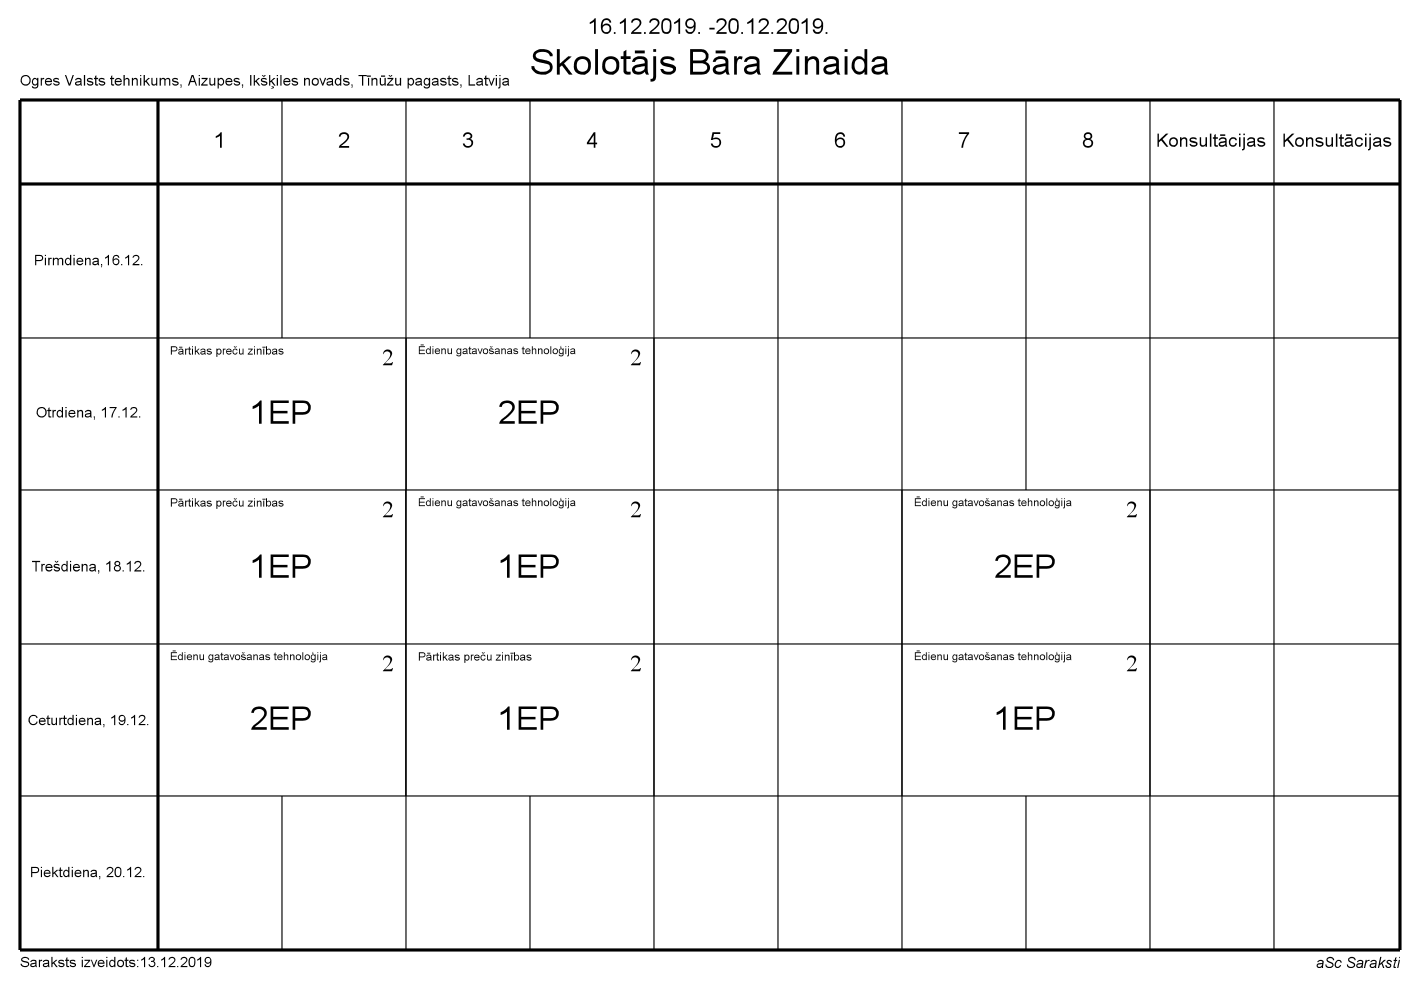 16.12.2019. -20.12.2019.
Skolotājs Bāra Zinaida
Ogres Valsts tehnikums, Aizupes, Ikšķiles novads, Tīnūžu pagasts, Latvija
1 2 3 4 5 6 7 8 Konsultācijas Konsultācijas
Pirmdiena,16.12.
Pārtikas preču zinības 2 Ēdienu gatavošanas tehnoloģija 2
Otrdiena, 17.12. 1EP 2EP
Pārtikas preču zinības 2 Ēdienu gatavošanas tehnoloģija 2 Ēdienu gatavošanas tehnoloģija 2
Trešdiena, 18.12. 1EP 1EP 2EP
Ēdienu gatavošanas tehnoloģija 2 Pārtikas preču zinības 2 Ēdienu gatavošanas tehnoloģija 2
Ceturtdiena, 19.12. 2EP 1EP 1EP
Piektdiena, 20.12.
Saraksts izveidots:13.12.2019 aSc Saraksti